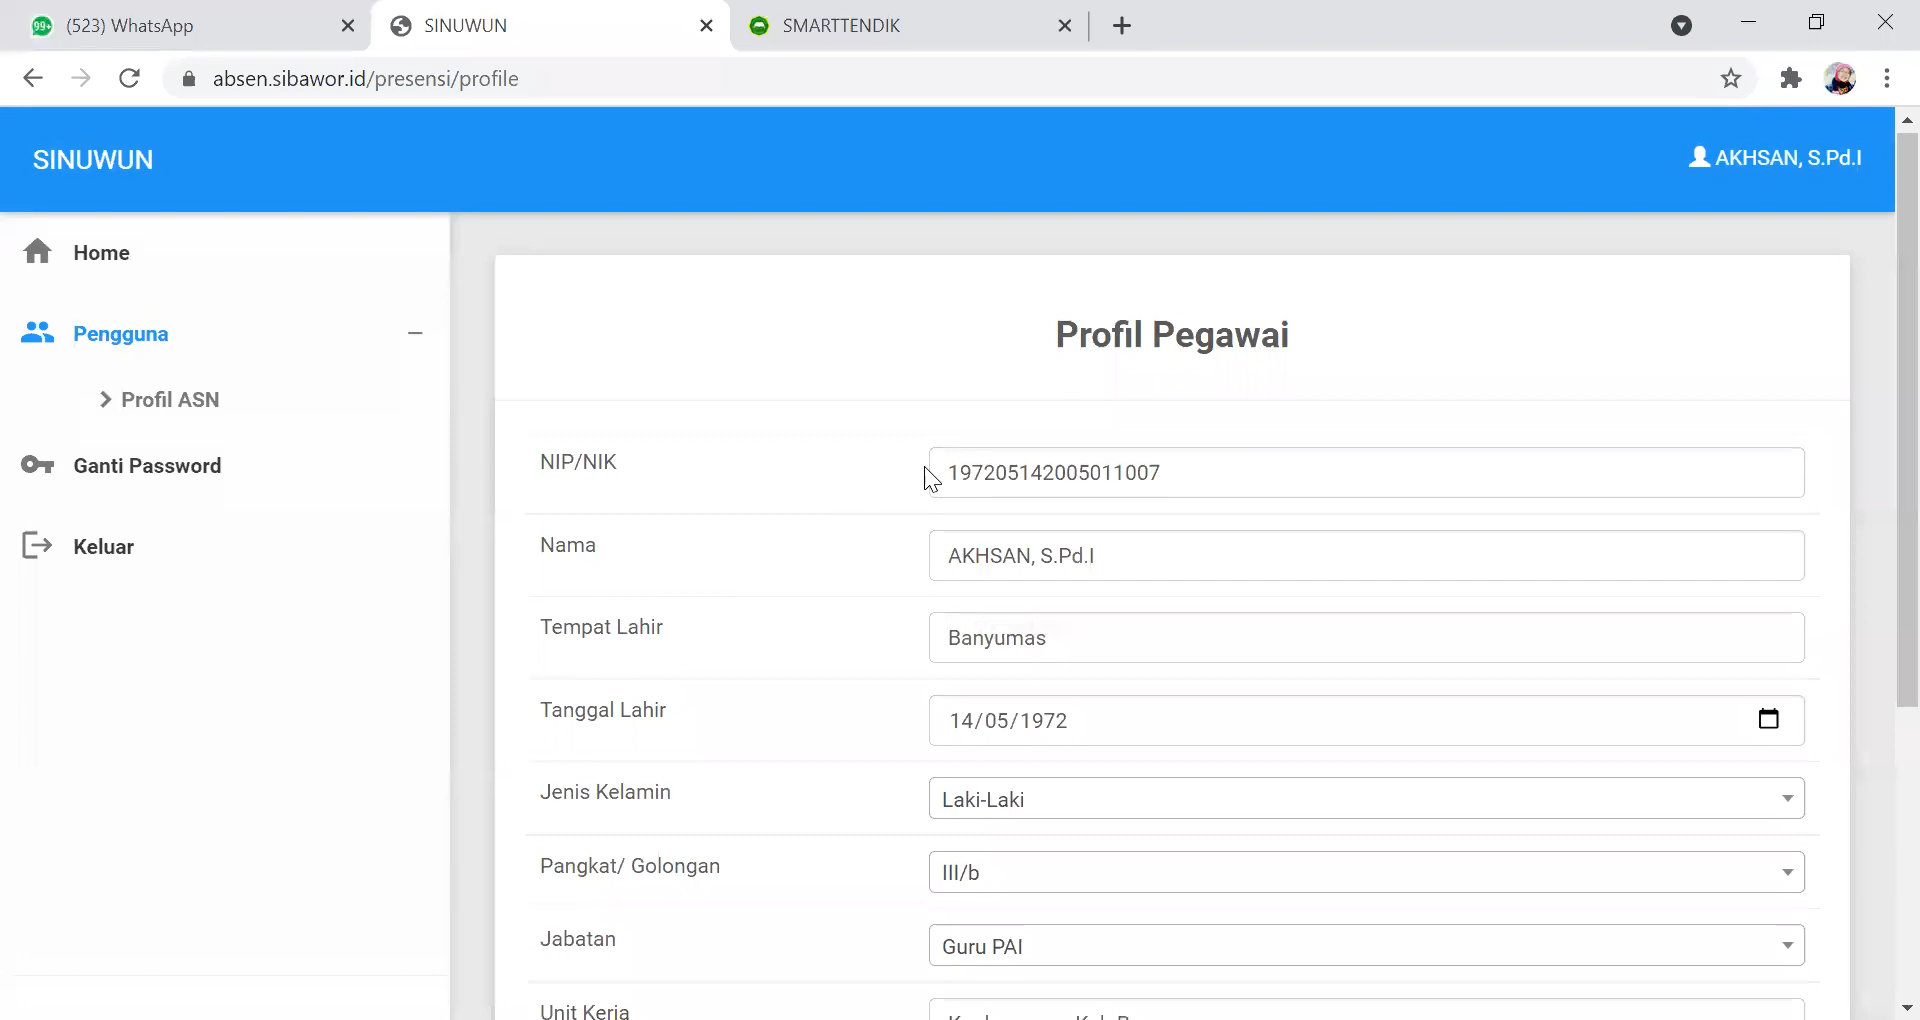 99+ (523) WhatsApp
SINUWUN
SMARTTENDIK
absen.sibawor.id/presensi/profile
SINUWUN
AKHSAN, S.Pd.I
Home
Pengguna
Profil ASN
Ganti Password
Keluar
Profil Pegawai
NIP/NIK
197205142005011007
Nama
AKHSAN, S.Pd.I
Tempat Lahir
Banyumas
Tanggal Lahir
14/05/1972
Jenis Kelamin
Laki-Laki
Pangkat/ Golongan
III/b
Jabatan
Guru PAI
Unit Kerja